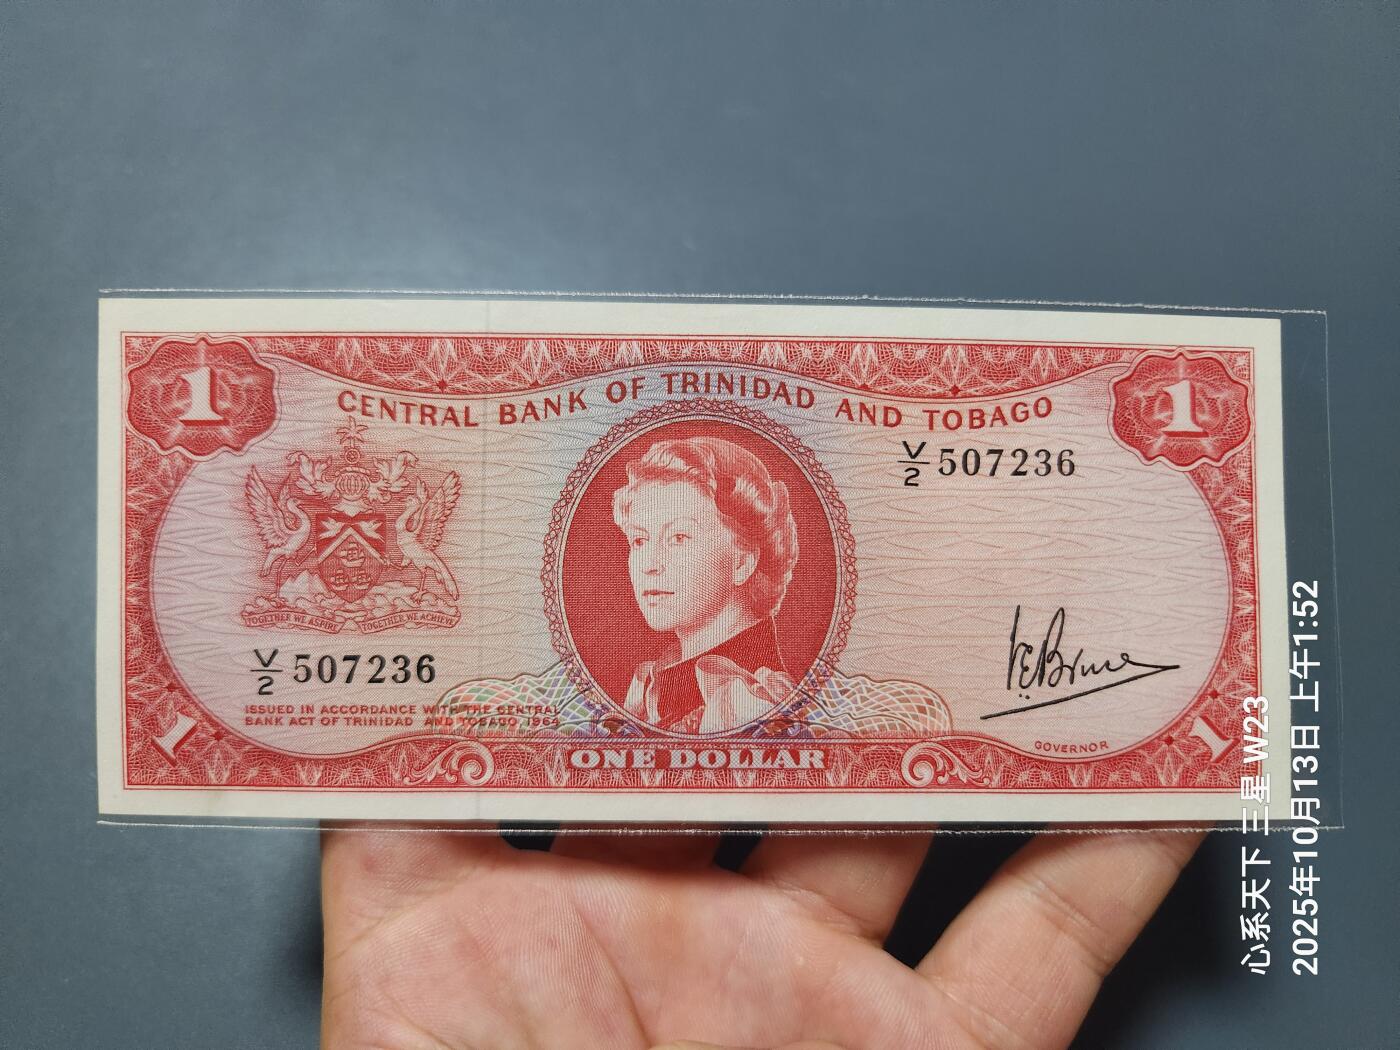 1
1
CENTRAL BANK OF TRINIDAD AND TOBAGO
V/2 507236
TOGETHER WE ASPIRE TOGETHER WE ACHIEVE
V/2 507236
ISSUED IN ACCORDANCE WITH THE CENTRAL
BANK ACT OF TRINIDAD AND TOBAGO, 1964
GOVERNOR
1
ONE DOLLAR
1
心系天下 三星 W23
2025年10月13日 上午1:52